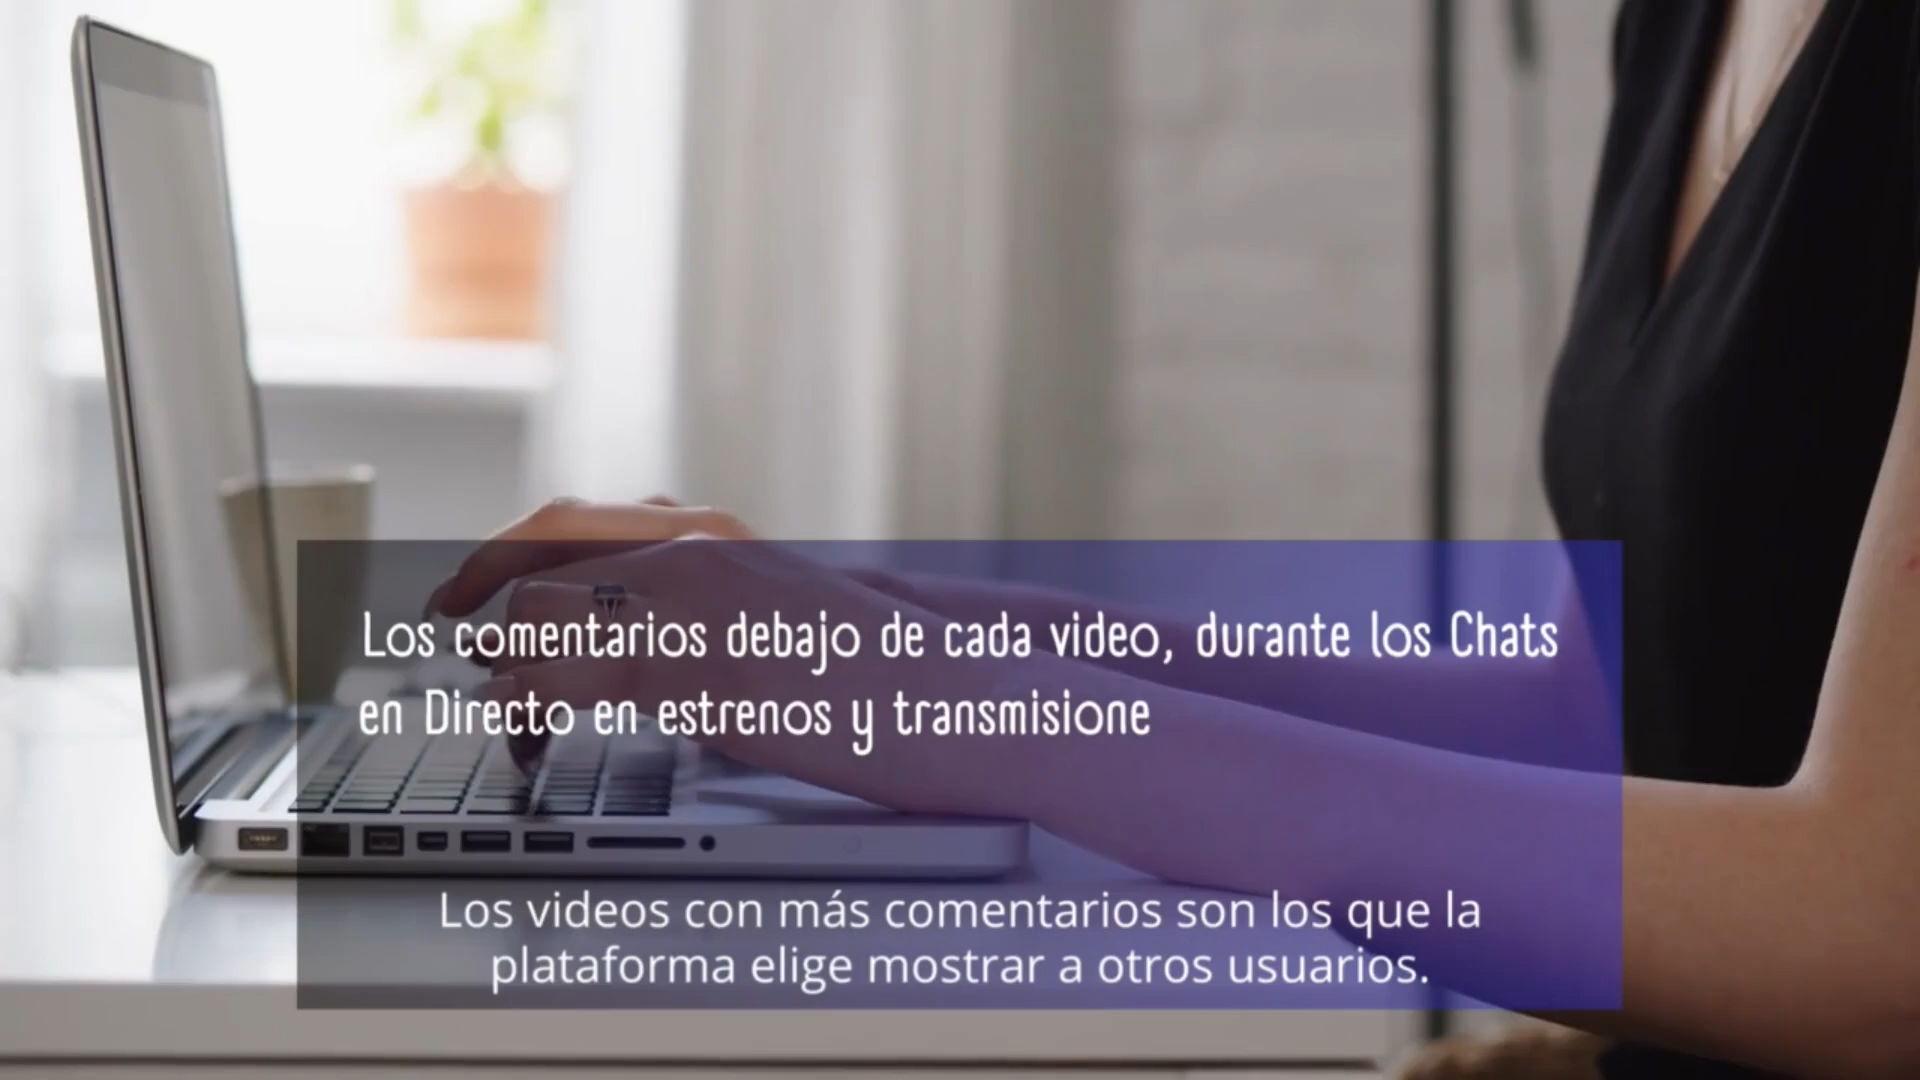 Los comentarios debajo de cada video, durante los Chats
en Directo en estrenos y transmisione
Los videos con más comentarios son los que la
plataforma elige mostrar a otros usuarios.